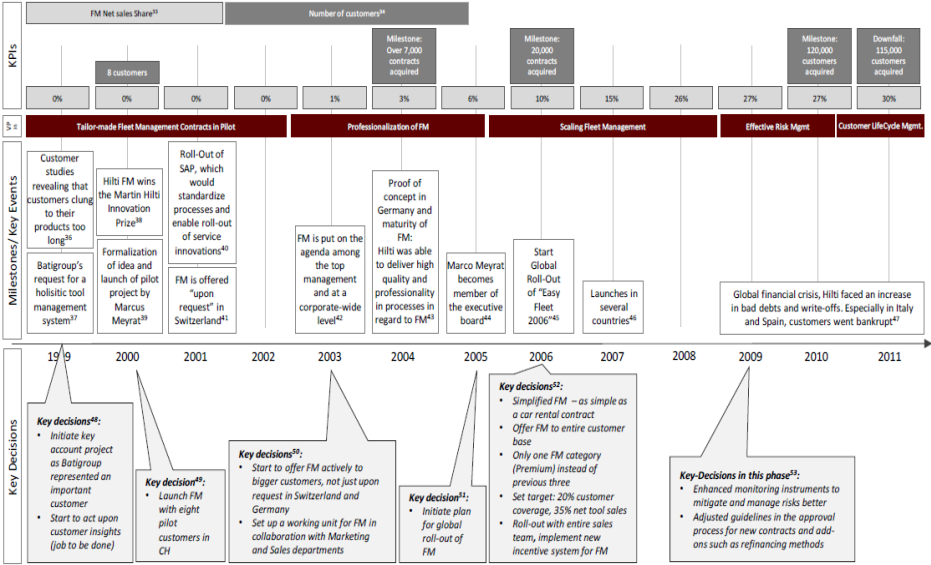 KPIs
FM Net sales Share³³
Number of customers³⁴
8 customers
Milestone:
Over 7,000
contracts
acquired
Milestone:
20,000
contracts
acquired
Milestone:
120,000
customers
acquired
Downfall:
115,000
customers
acquired
0%
0%
0%
0%
1%
3%
6%
10%
15%
26%
27%
27%
30%
VP
35
Tailor-made Fleet Management Contracts in Pilot
Professionalization of FM
Scaling Fleet Management
Effective Risk Mgmt
Customer LifeCycle Mgmt.
Milestones/ Key Events
Customer
studies
revealing that
customers clung
to their
products too
long³⁶
Batigroup's
request for a
holisitic tool
management
system³⁷
Hilti FM wins
the Martin Hilti
Innovation
Prize³⁸
Formalization
of idea and
launch of pilot
project by
Marcus
Meyrat³⁹
Roll-Out of
SAP, which
would
standardize
processes and
enable roll-out
of service
innovations⁴⁰
FM is offered
"upon
request" in
Switzerland⁴¹
FM is put on the
agenda among
the top
management
and at a
corporate-wide
level⁴²
Proof of
concept in
Germany and
maturity of
FM:
Hilti was able
to deliver high
quality and
professionality
in processes in
regard to FM⁴³
Marco Meyrat
becomes
member of
the executive
board⁴⁴
Start
Global
Roll-Out
of "Easy
Fleet
2006"⁴⁵
Launches in
several
countries⁴⁶
Global financial crisis, Hilti faced an increase
in bad debts and write-offs. Especially in Italy
and Spain, customers went bankrupt⁴⁷
1999
2000
2001
2002
2003
2004
2005
2006
2007
2008
2009
2010
2011
Key Decisions
Key decisions⁴⁸:
• Initiate key
account project
as Batigroup
represented an
important
customer
• Start to act upon
customer insights
(job to be done)
Key decision⁴⁹:
• Launch FM
with eight
pilot
customers in
CH
Key decisions⁵⁰:
• Start to offer FM actively to
bigger customers, not just upon
request in Switzerland and
Germany
• Set up a working unit for FM in
collaboration with Marketing
and Sales departments
Key decision⁵¹:
• Initiate plan
for global
roll-out of
FM
Key decisions⁵²:
• Simplified FM – as simple as
a car rental contract
• Offer FM to entire customer
base
• Only one FM category
(Premium) instead of
previous three
• Set target: 20% customer
coverage, 35% net tool sales
• Roll-out with entire sales
team, implement new
incentive system for FM
Key-Decisions in this phase⁵³:
• Enhanced monitoring instruments to
mitigate and manage risks better
• Adjusted guidelines in the approval
process for new contracts and add-
ons such as refinancing methods